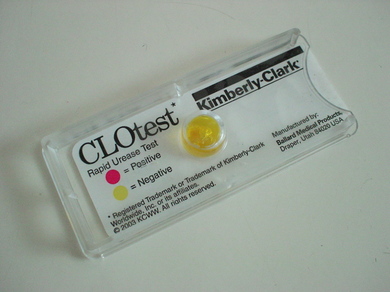 CLOtest*
Rapid Urease Test
= Positive
= Negative
Kimberly-Clark*
Manufactured by:
Ballard Medical Products,
Draper, Utah 84020 USA
* Registered Trademark or Trademark of Kimberly-Clark
Worldwide, Inc. or its affiliates.
© 2003 KCWW. All rights reserved.